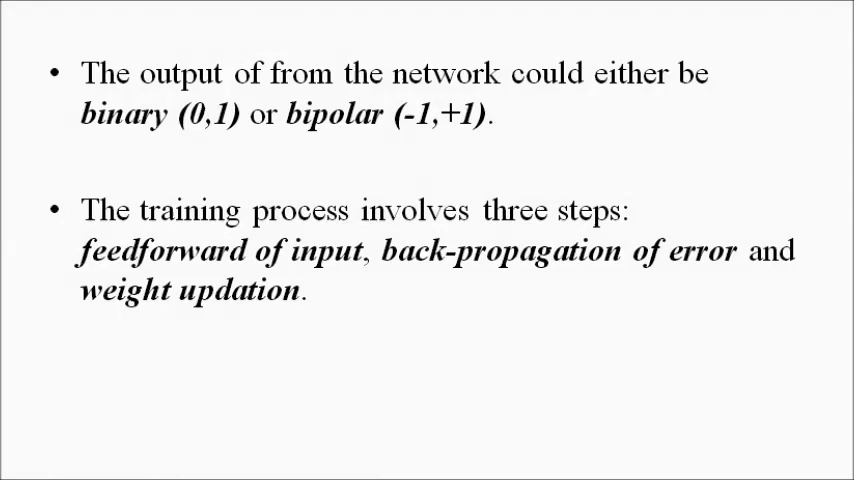 • The output of from the network could either be
binary (0,1) or bipolar (-1,+1).
• The training process involves three steps:
feedforward of input, back-propagation of error and
weight updation.